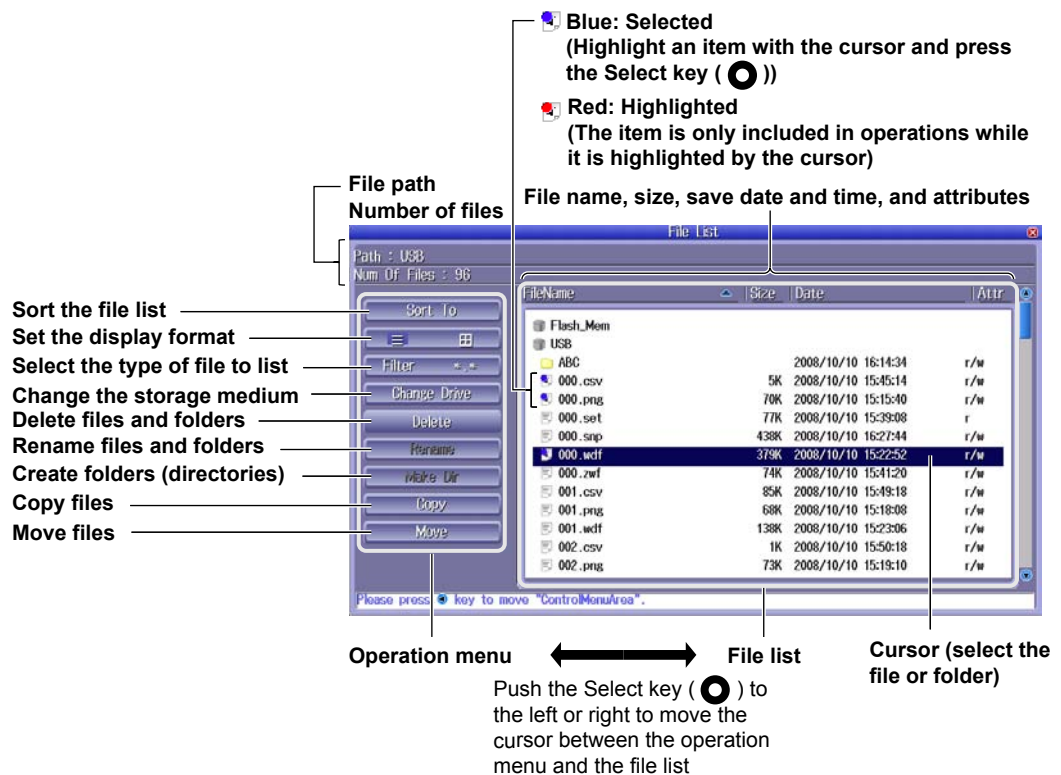 Blue: Selected
(Highlight an item with the cursor and press
the Select key ( ))
Red: Highlighted
(The item is only included in operations while
it is highlighted by the cursor)
File path
Number of files
File name, size, save date and time, and attributes
File List
Path : USB
Num Of Files : 96
FileName Size Date Attr
Sort the file list
Sort To
Set the display format
Select the type of file to list
Filter *.*
Change the storage medium
Change Drive
Delete files and folders
Delete
Rename files and folders
Rename
Create folders (directories)
Make Dir
Copy files
Copy
Move files
Move
Flash_Mem
USB
ABC 2008/10/10 16:14:34 r/w
000.csv 5K 2008/10/10 15:45:14 r/w
000.png 70K 2008/10/10 15:15:40 r/w
000.set 77K 2008/10/10 15:39:08 r
000.snp 438K 2008/10/10 16:27:44 r/w
000.wdf 379K 2008/10/10 15:22:52 r/w
000.zwf 74K 2008/10/10 15:41:20 r/w
001.csv 85K 2008/10/10 15:49:18 r/w
001.png 68K 2008/10/10 15:18:08 r/w
001.wdf 138K 2008/10/10 15:23:06 r/w
002.csv 1K 2008/10/10 15:50:18 r/w
002.png 73K 2008/10/10 15:19:10 r/w
Please press key to move "ControlMenuArea".
Operation menu
File list
Cursor (select the
file or folder)
Push the Select key ( ) to
the left or right to move the
cursor between the operation
menu and the file list